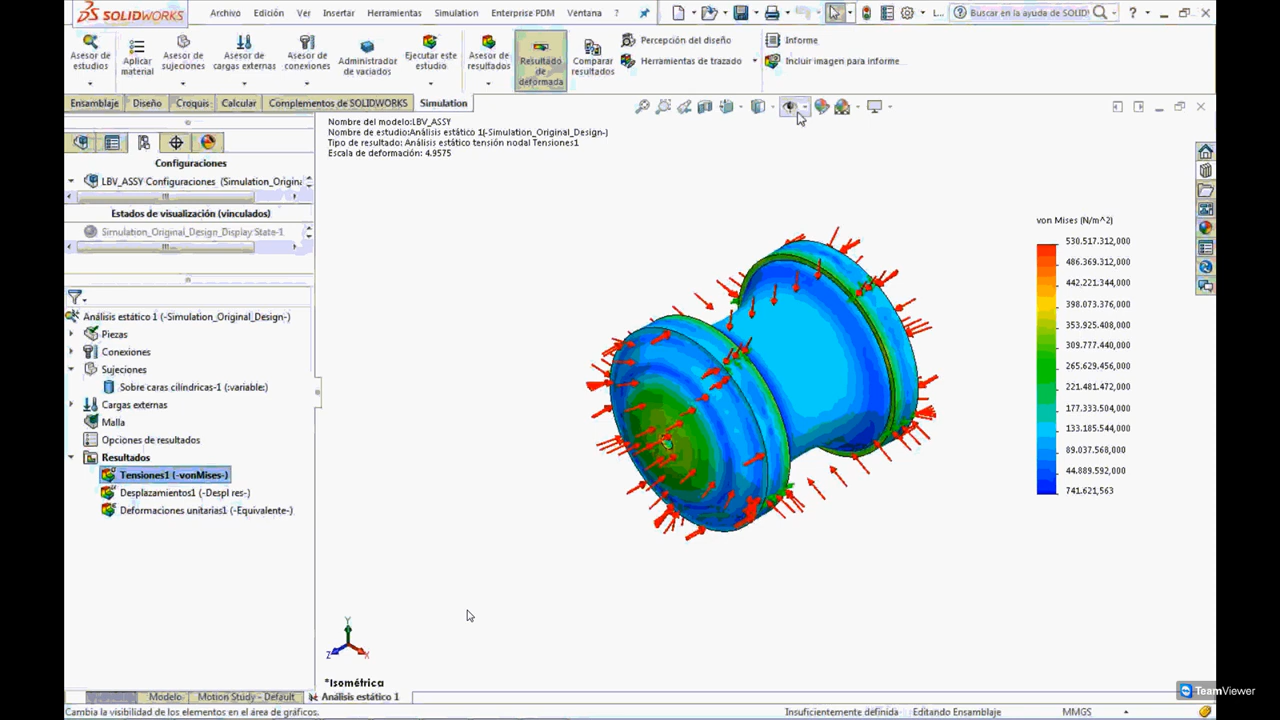 SOLIDWORKS
Archivo Edición Ver Insertar Herramientas Simulation Enterprise PDM Ventana ?
L...
Buscar en la ayuda de SOLID
?
Asesor de estudios
Aplicar material
Asesor de sujeciones
Asesor de cargas externas
Asesor de conexiones
Administrador de vaciados
Ejecutar este estudio
Asesor de resultados
Resultado de deformada
Comparar resultados
Percepción del diseño
Herramientas de trazado
Informe
Incluir imagen para informe...
Ensamblaje Diseño Croquis Calcular Complementos de SOLIDWORKS Simulation
Nombre del modelo:LBV_ASSY
Nombre de estudio:Análisis estático 1(-Simulation_Original_Design-)
Tipo de resultado: Análisis estático tensión nodal Tensiones1
Escala de deformación: 4.9575
Configuraciones
LBV_ASSY Configuraciones (Simulation_Origina
Estados de visualización (vinculados)
Simulation_Original_Design_Display State-1
Análisis estático 1 (-Simulation_Original_Design-)
Piezas
Conexiones
Sujeciones
Sobre caras cilíndricas-1 (:variable:)
Cargas externas
Malla
Opciones de resultados
Resultados
Tensiones1 (-vonMises-)
Desplazamientos1 (-Despl res-)
Deformaciones unitarias1 (-Equivalente-)
von Mises (N/m^2)
530.517.312,000
486.369.312,000
442.221.344,000
398.073.376,000
353.925.408,000
309.777.440,000
265.629.456,000
221.481.472,000
177.333.504,000
133.185.544,000
89.037.568,000
44.889.592,000
741.621,563
Y
Z
X
*Isométrica
Modelo Motion Study - Default Análisis estático 1
TeamViewer
Cambia la visibilidad de los elementos en el área de gráficos.
Insuficientemente definida Editando Ensamblaje MMGS